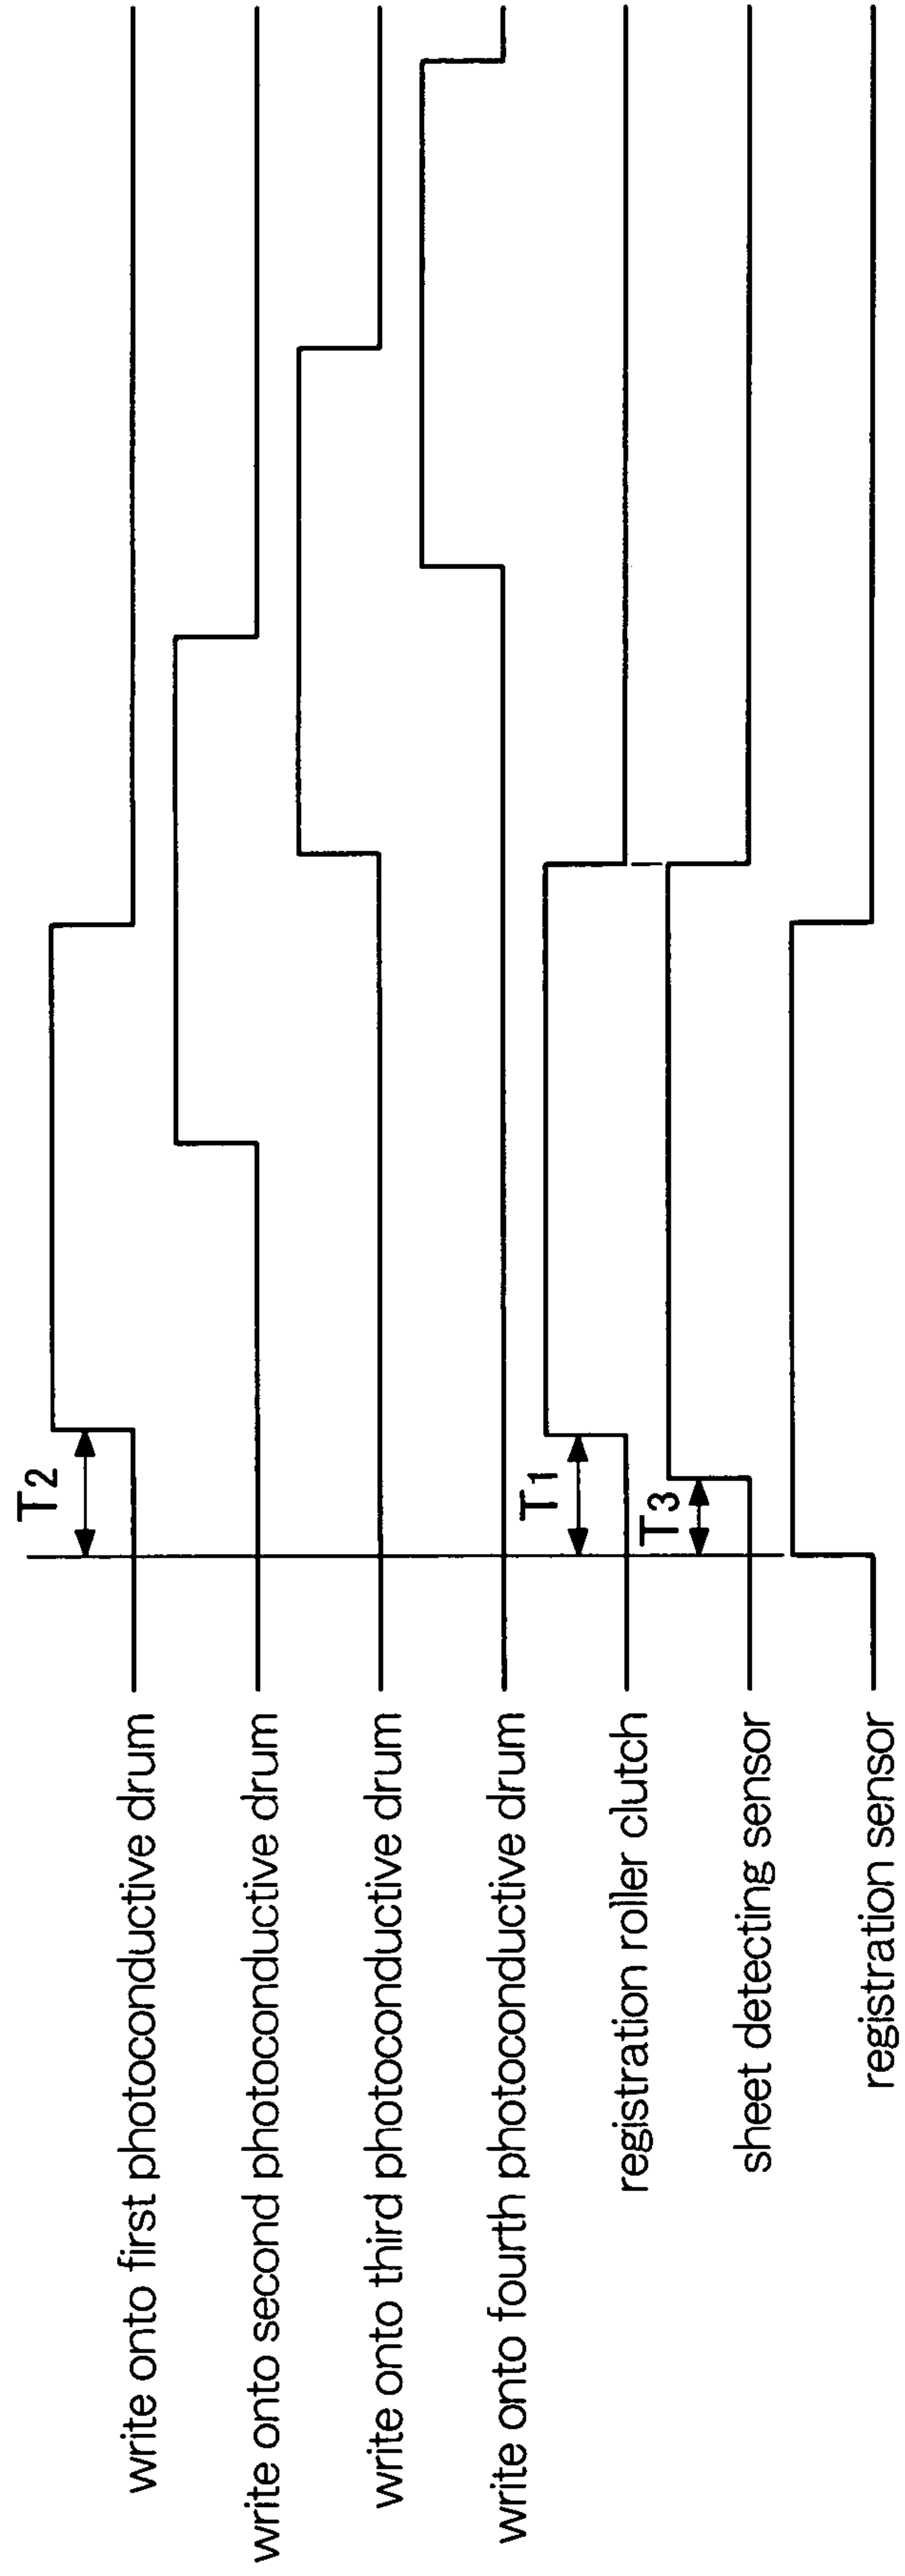 write onto first photoconductive drum
T2
write onto second photoconductive drum
write onto third photoconductive drum
write onto fourth photoconductive drum
registration roller clutch
T1
sheet detecting sensor
T3
registration sensor